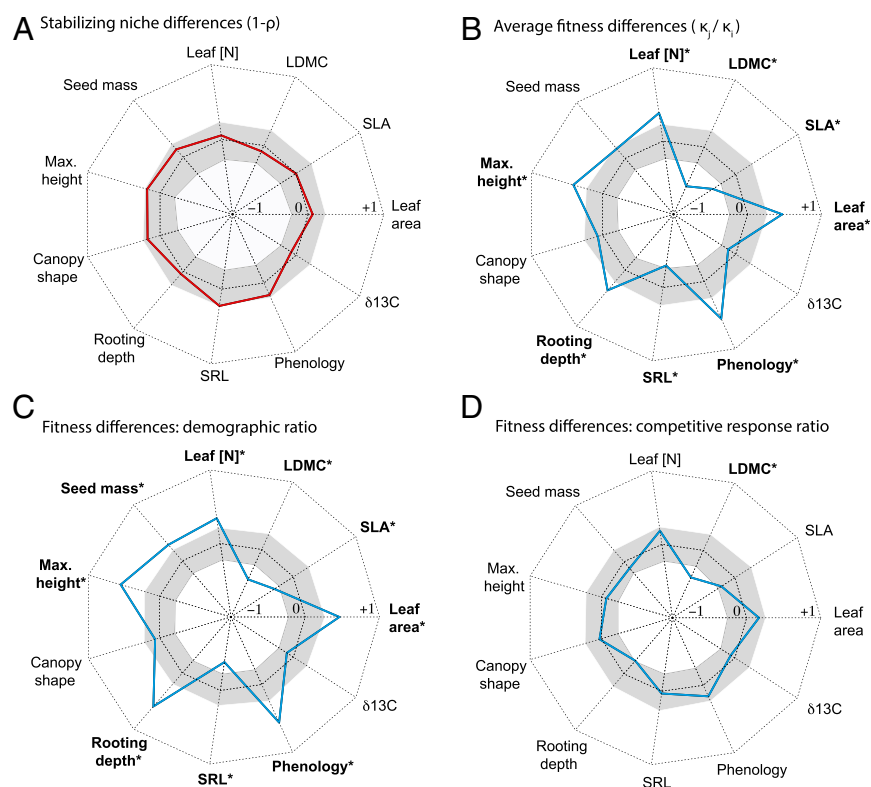 A Stabilizing niche differences (1-ρ)
Leaf [N]
LDMC
SLA
Leaf
area
δ13C
Phenology
SRL
Rooting
depth
Canopy
shape
Max.
height
Seed mass
−1 0 +1
B Average fitness differences ( κj / κi )
Leaf [N]*
LDMC*
SLA*
Leaf
area*
δ13C
Phenology*
SRL*
Rooting
depth*
Canopy
shape
Max.
height*
Seed mass
−1 0 +1
C Fitness differences: demographic ratio
Leaf [N]*
LDMC*
SLA*
Leaf
area*
δ13C
Phenology*
SRL*
Rooting
depth*
Canopy
shape
Max.
height*
Seed mass*
−1 0 +1
D Fitness differences: competitive response ratio
Leaf [N]
LDMC*
SLA
Leaf
area
δ13C
Phenology
SRL
Rooting
depth
Canopy
shape
Max.
height
Seed mass
−1 0 +1